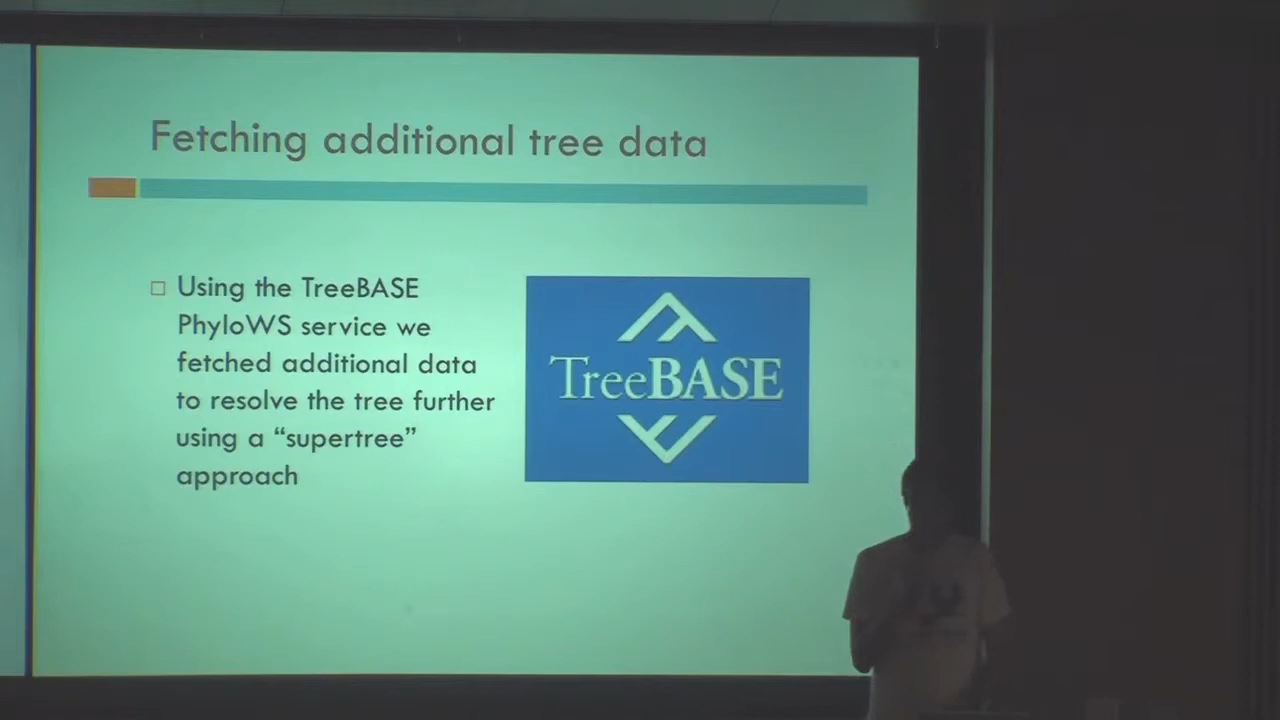 Fetching additional tree data
Using the TreeBASE
PhyloWS service we
fetched additional data
to resolve the tree further
using a “supertree”
approach
TreeBASE